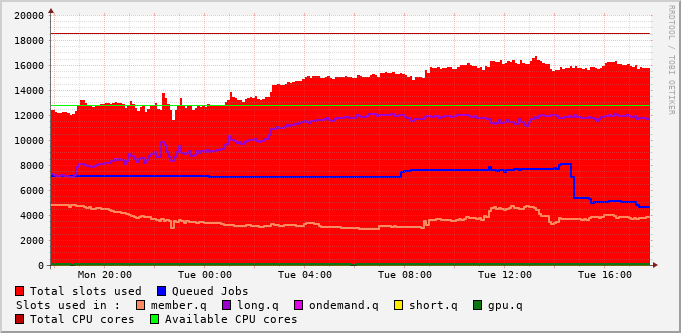 20000
18000
16000
14000
12000
10000
8000
6000
4000
2000
0
Mon 20:00 Tue 00:00 Tue 04:00 Tue 08:00 Tue 12:00 Tue 16:00
RRDTOOL / TOBI OETIKER
Total slots used Queued Jobs
Slots used in : member.q long.q ondemand.q short.q gpu.q
Total CPU cores Available CPU cores